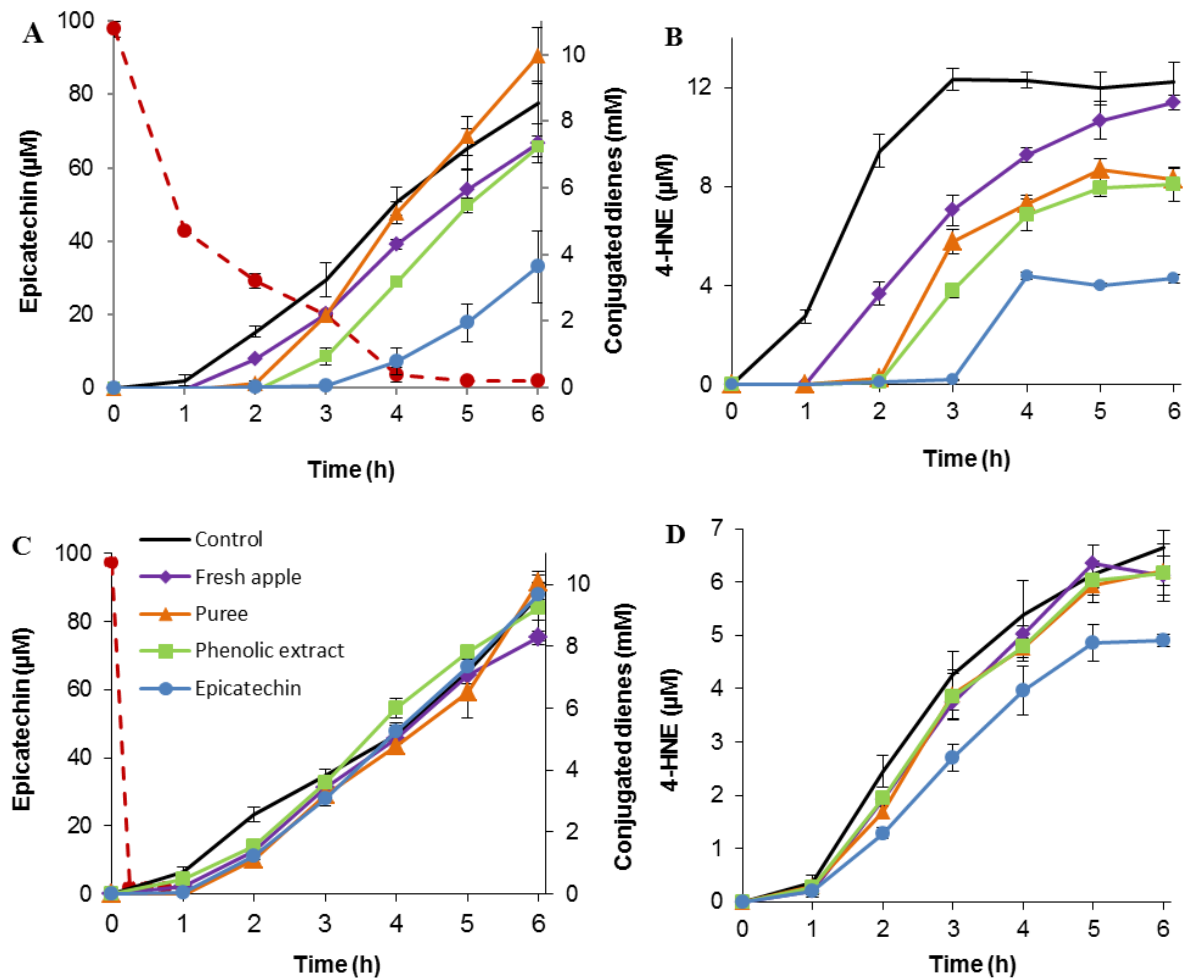 A
Epicatechin (µM)
100
80
60
40
20
0
10
8
6
4
2
0
Conjugated dienes (mM)
0 1 2 3 4 5 6
Time (h)
B
4-HNE (µM)
12
8
4
0
0 1 2 3 4 5 6
Time (h)
C
Epicatechin (µM)
100
80
60
40
20
0
Control
Fresh apple
Puree
Phenolic extract
Epicatechin
10
8
6
4
2
0
Conjugated dienes (mM)
0 1 2 3 4 5 6
Time (h)
D
4-HNE (µM)
7
6
5
4
3
2
1
0
0 1 2 3 4 5 6
Time (h)